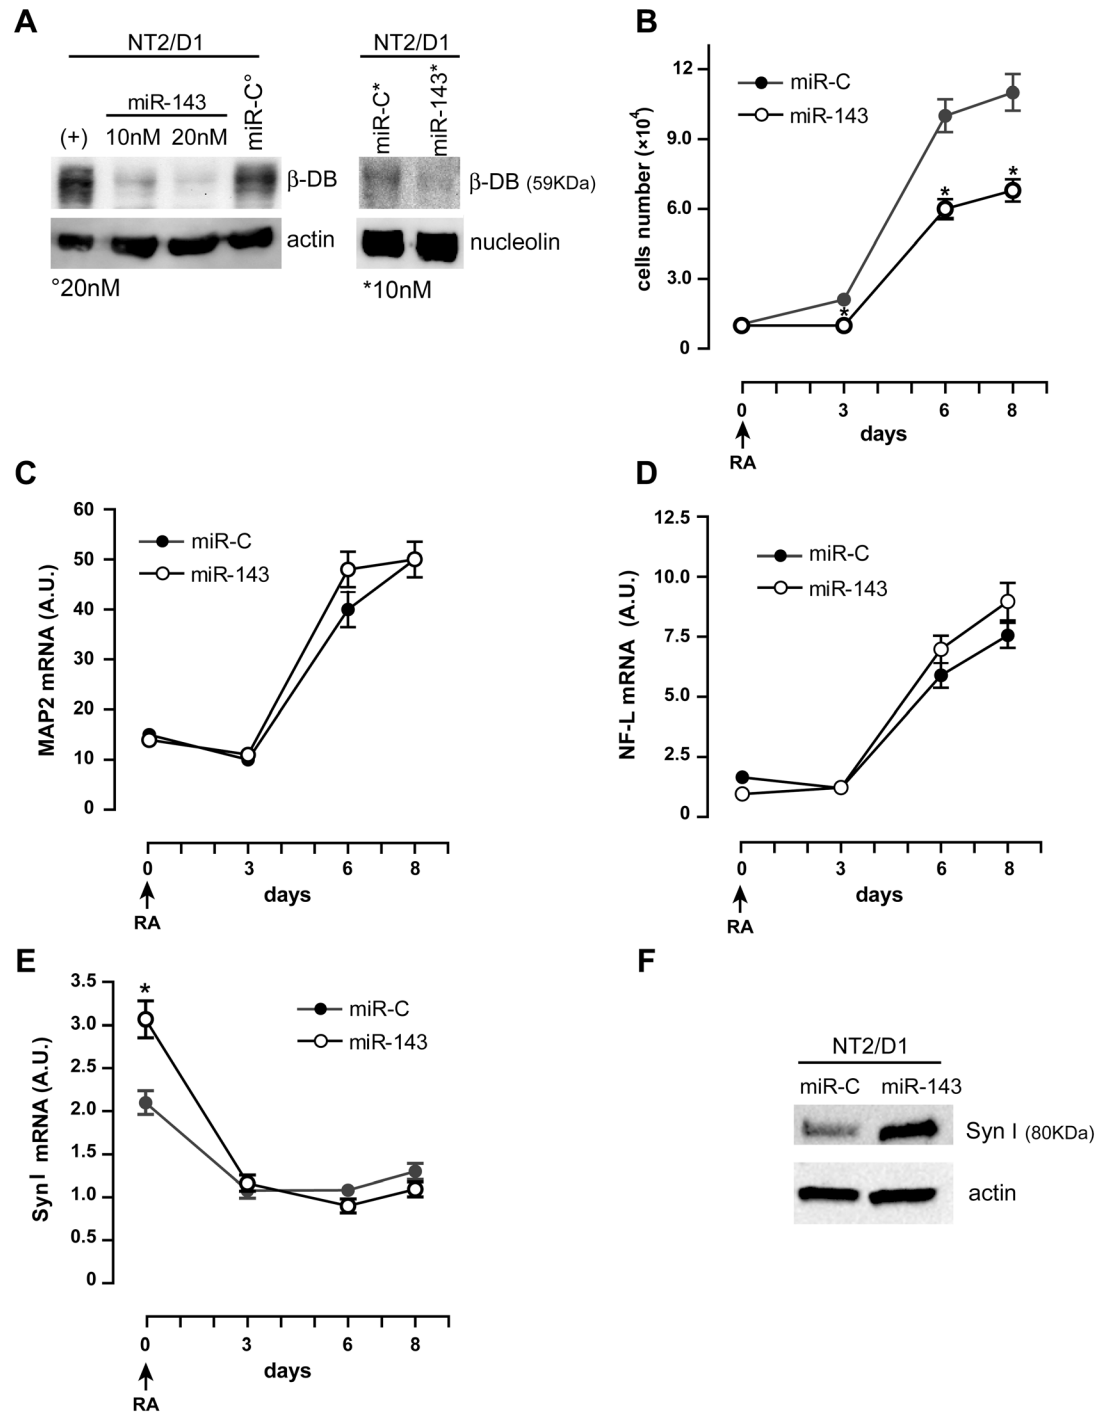 A
NT2/D1
miR-143
(+)
10nM
20nM
miR-C°
β-DB
actin
°20nM
NT2/D1
miR-C*
miR-143*
β-DB (59KDa)
nucleolin
*10nM
B
miR-C
miR-143
cells number (×10⁴)
12
9.0
6.0
3.0
0
*
*
*
0
3
6
8
days
RA
C
60
50
40
30
20
10
0
MAP2 mRNA (A.U.)
miR-C
miR-143
0
3
6
8
days
RA
D
12.5
10.0
7.5
5.0
2.5
0
NF-L mRNA (A.U.)
miR-C
miR-143
0
3
6
8
days
RA
E
3.5
3.0
2.5
2.0
1.5
1.0
0.5
0
Syn I mRNA (A.U.)
*
miR-C
miR-143
0
3
6
8
days
RA
F
NT2/D1
miR-C
miR-143
Syn I (80KDa)
actin